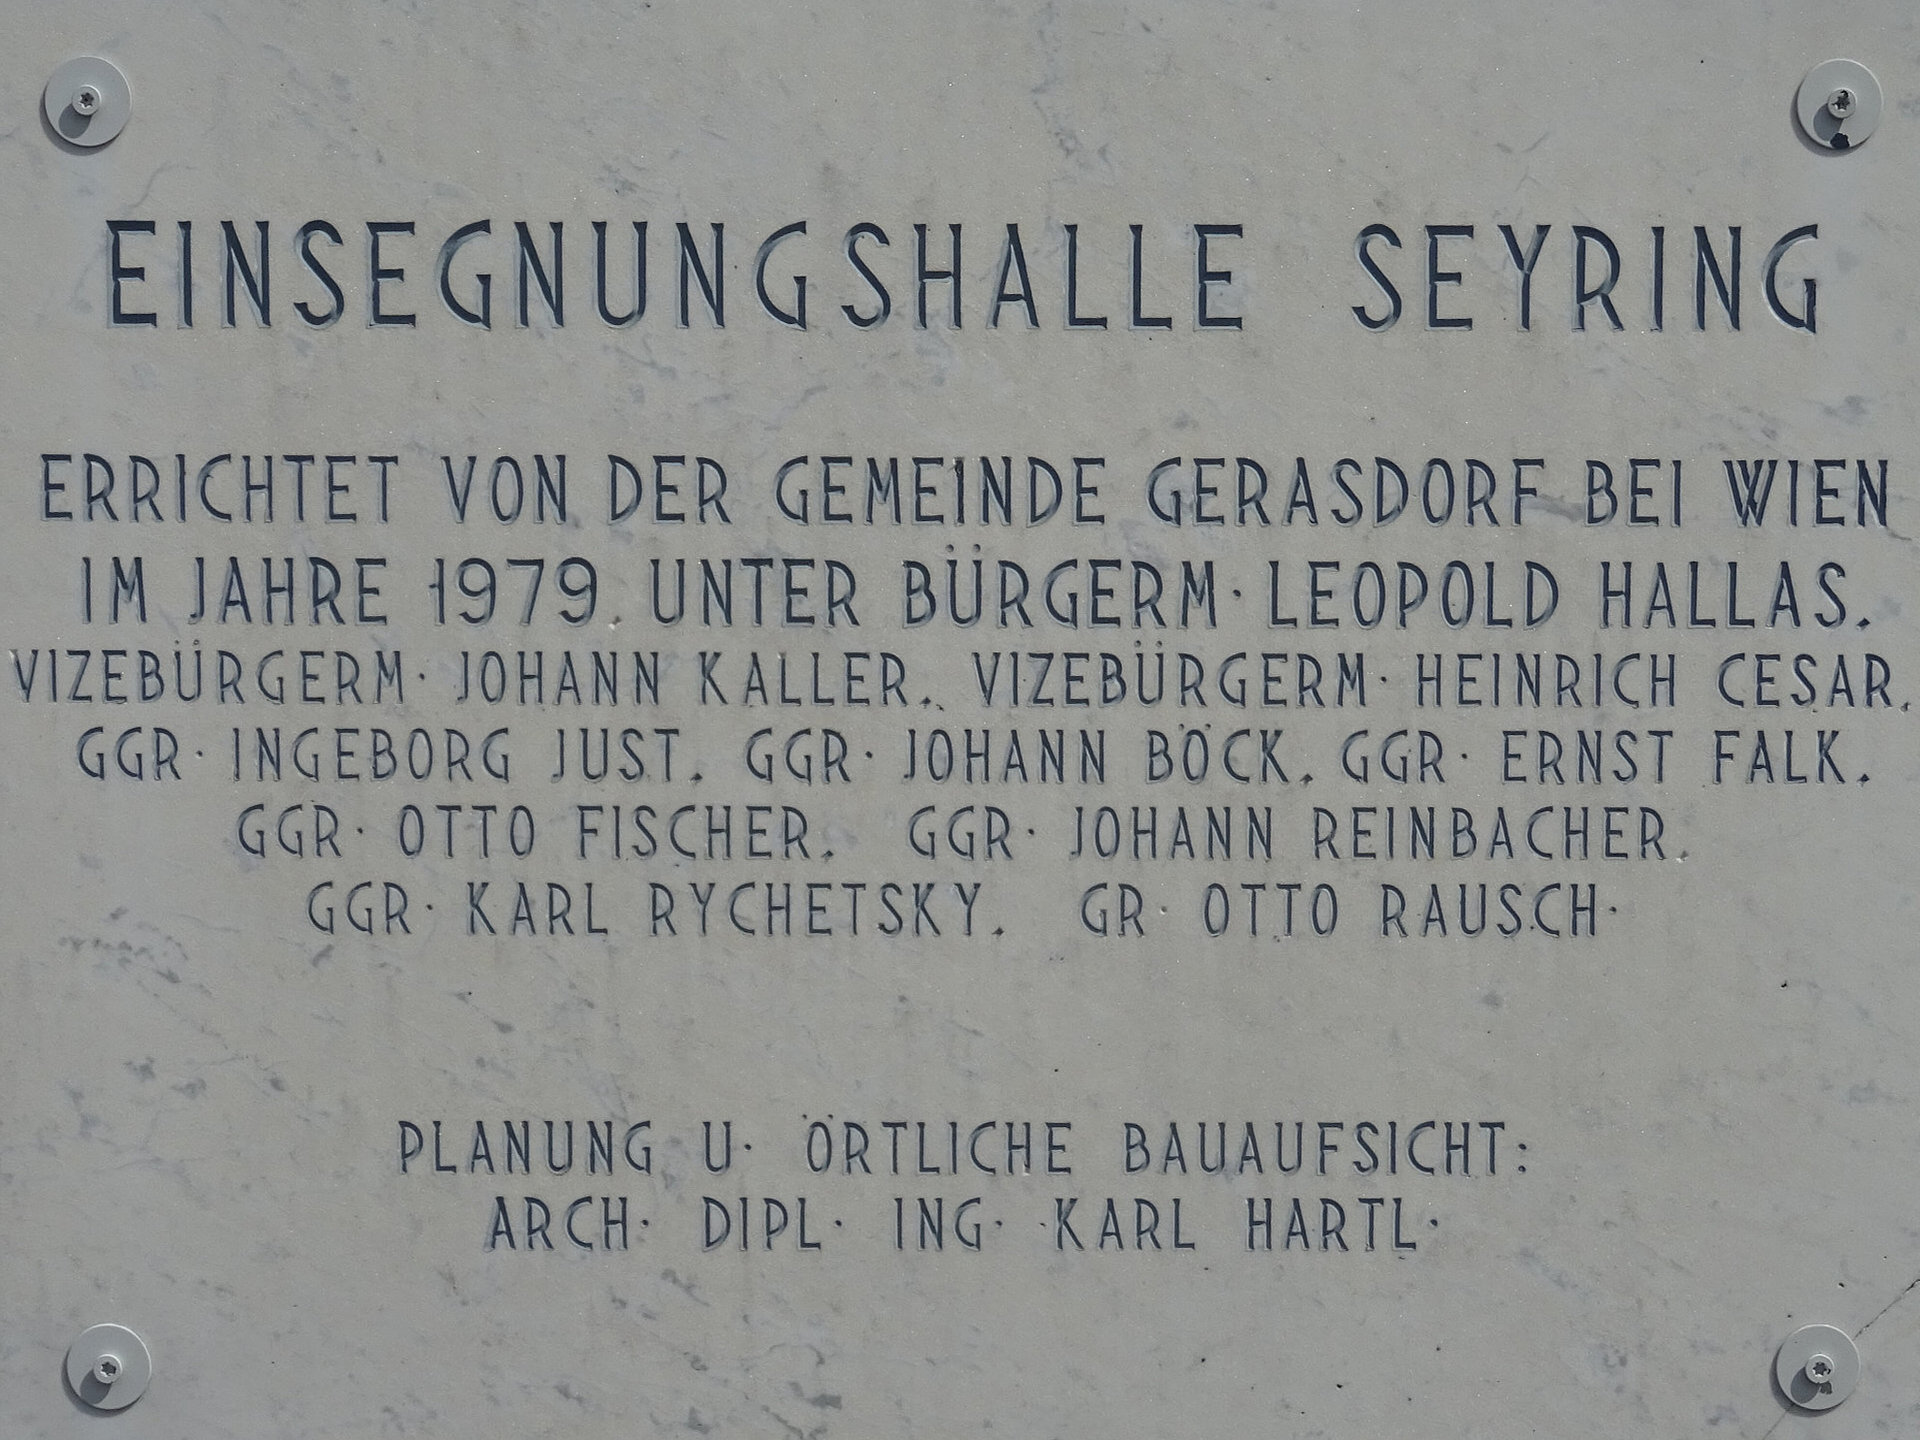 EINSEGNUNGSHALLE SEYRING
ERRICHTET VON DER GEMEINDE GERASDORF BEI WIEN
IM JAHRE 1979, UNTER BÜRGERM· LEOPOLD HALLAS,
VIZEBÜRGERM· JOHANN KALLER, VIZEBÜRGERM· HEINRICH CESAR,
GGR· INGEBORG JUST, GGR· JOHANN BÖCK, GGR· ERNST FALK,
GGR· OTTO FISCHER, GGR· JOHANN REINBACHER,
GGR· KARL RYCHETSKY, GR· OTTO RAUSCH·
PLANUNG U· ÖRTLICHE BAUAUFSICHT:
ARCH· DIPL· ING· KARL HARTL·